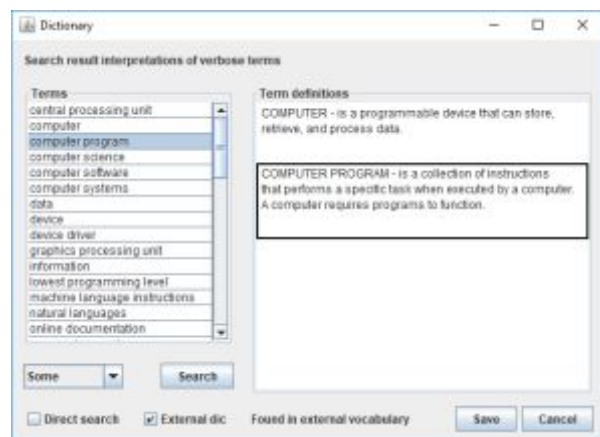 Dictionary
Search result interpretations of verbose terms
Terms
central processing unit
computer
computer program
computer science
computer software
computer systems
data
device
device driver
graphics processing unit
information
lowest programming level
machine language instructions
natural languages
online documentation
Term definitions
COMPUTER - is a programmable device that can store,
retrieve, and process data.
COMPUTER PROGRAM - is a collection of instructions
that performs a specific task when executed by a computer.
A computer requires programs to function.
Some
Search
Direct search
External dic
Found in external vocabulary
Save
Cancel